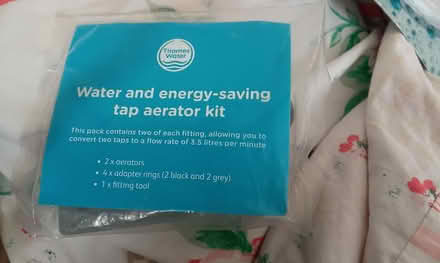 Thames
Water
Water and energy-saving
tap aerator kit
This pack contains two of each fitting, allowing you to
convert two taps to a flow rate of 3.5 litres per minute
• 2 x aerators
• 4 x adapter rings (2 black and 2 grey)
• 1 x fitting tool